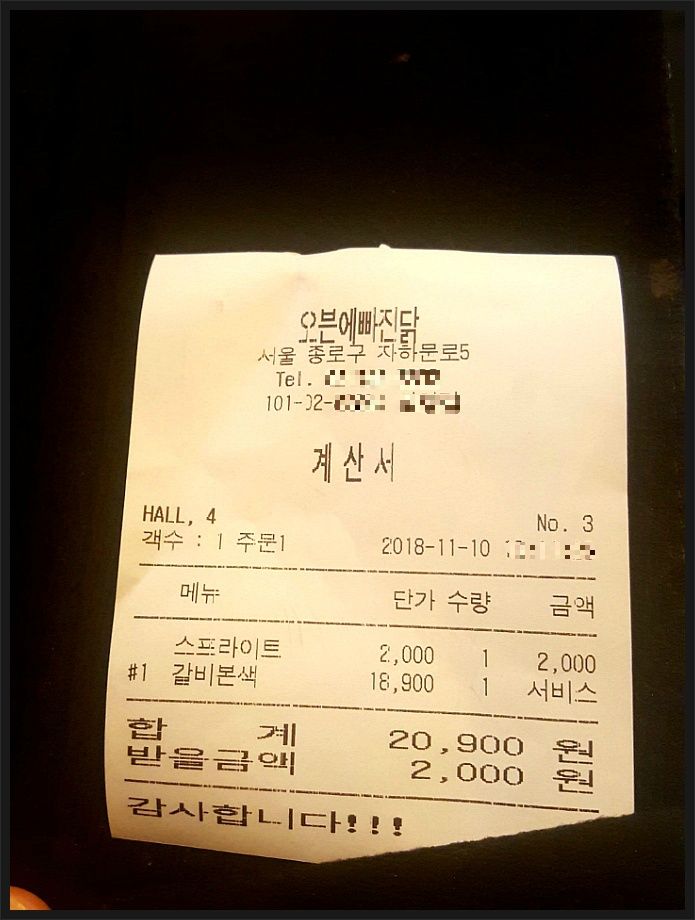 오븐에빠진닭
서울 종로구 자하문로5
Tel.
101-02-
계산서
HALL, 4 No. 3
객수 : 1 주문1 2018-11-10
메뉴 단가 수량 금액
스프라이트 2,000 1 2,000
#1 갈비본색 18,900 1 서비스
합 계 20,900 원
받을금액 2,000 원
감사합니다!!!